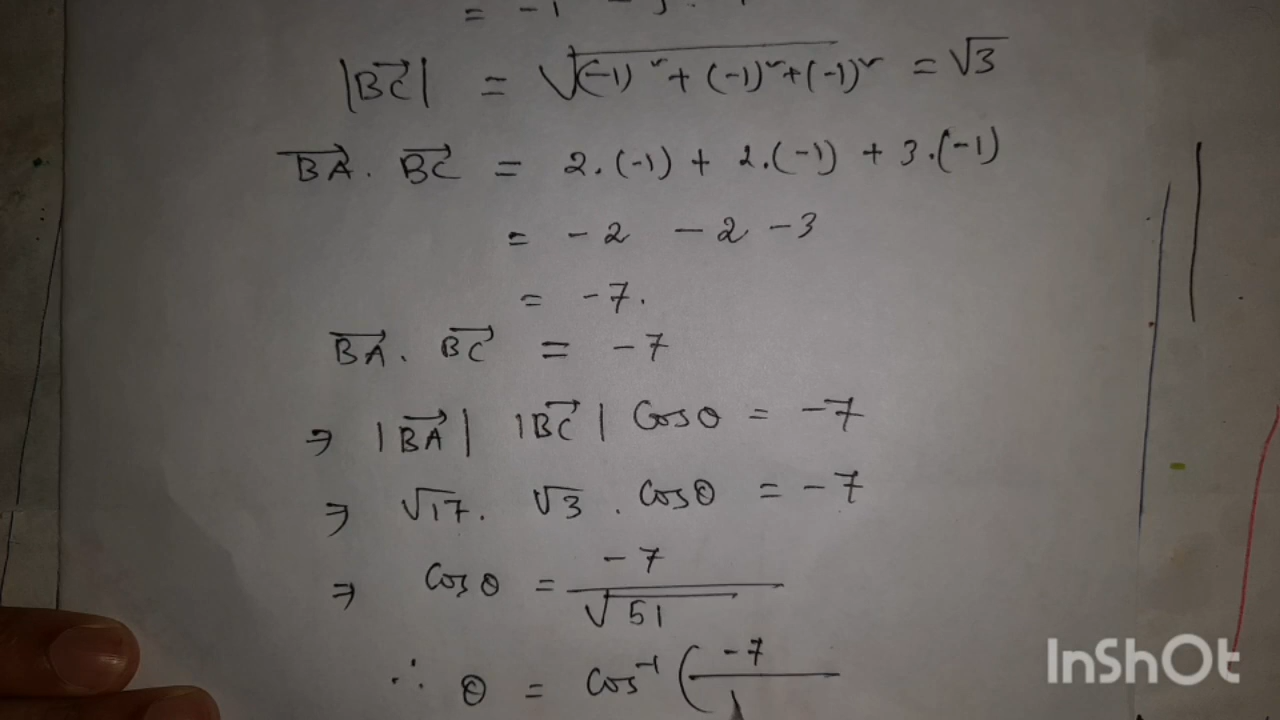 |BC→| = √((-1)² + (-1)² + (-1)²) = √3
BA→ . BC→ = 2.(-1) + 2.(-1) + 3.(-1)
= -2 - 2 - 3
= -7.
BA→ . BC→ = -7
⇒ |BA→| |BC→| Cosθ = -7
⇒ √17 . √3 . Cosθ = -7
⇒ Cosθ = -7/√51
∴ θ = Cos⁻¹ ( -7
InShOt